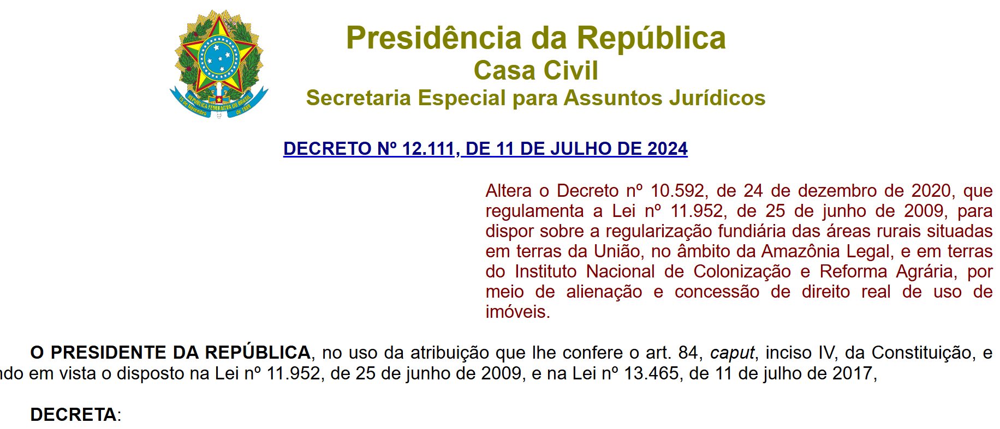 Presidência da República
Casa Civil
Secretaria Especial para Assuntos Jurídicos
REPÚBLICA FEDERATIVA DO BRASIL
15 de Novembro de 1889
DECRETO Nº 12.111, DE 11 DE JULHO DE 2024
Altera o Decreto nº 10.592, de 24 de dezembro de 2020, que
regulamenta a Lei nº 11.952, de 25 de junho de 2009, para
dispor sobre a regularização fundiária das áreas rurais situadas
em terras da União, no âmbito da Amazônia Legal, e em terras
do Instituto Nacional de Colonização e Reforma Agrária, por
meio de alienação e concessão de direito real de uso de
imóveis.
O PRESIDENTE DA REPÚBLICA, no uso da atribuição que lhe confere o art. 84, caput, inciso IV, da Constituição, e
ndo em vista o disposto na Lei nº 11.952, de 25 de junho de 2009, e na Lei nº 13.465, de 11 de julho de 2017,
DECRETA: